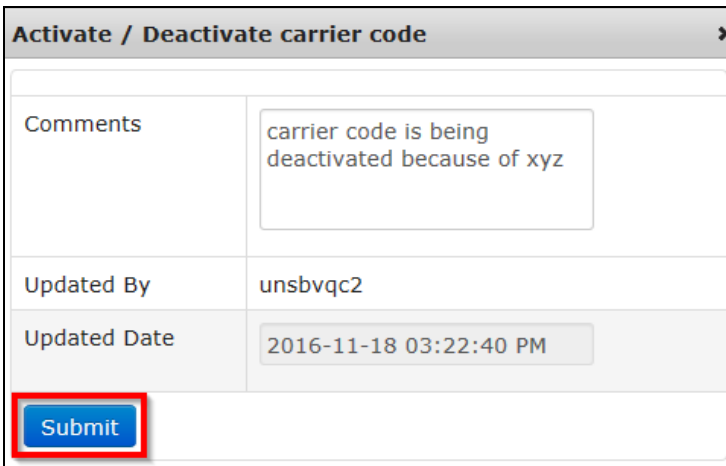 Activate / Deactivate carrier code
Comments
carrier code is being
deactivated because of xyz
Updated By
unsbvqc2
Updated Date
2016-11-18 03:22:40 PM
Submit